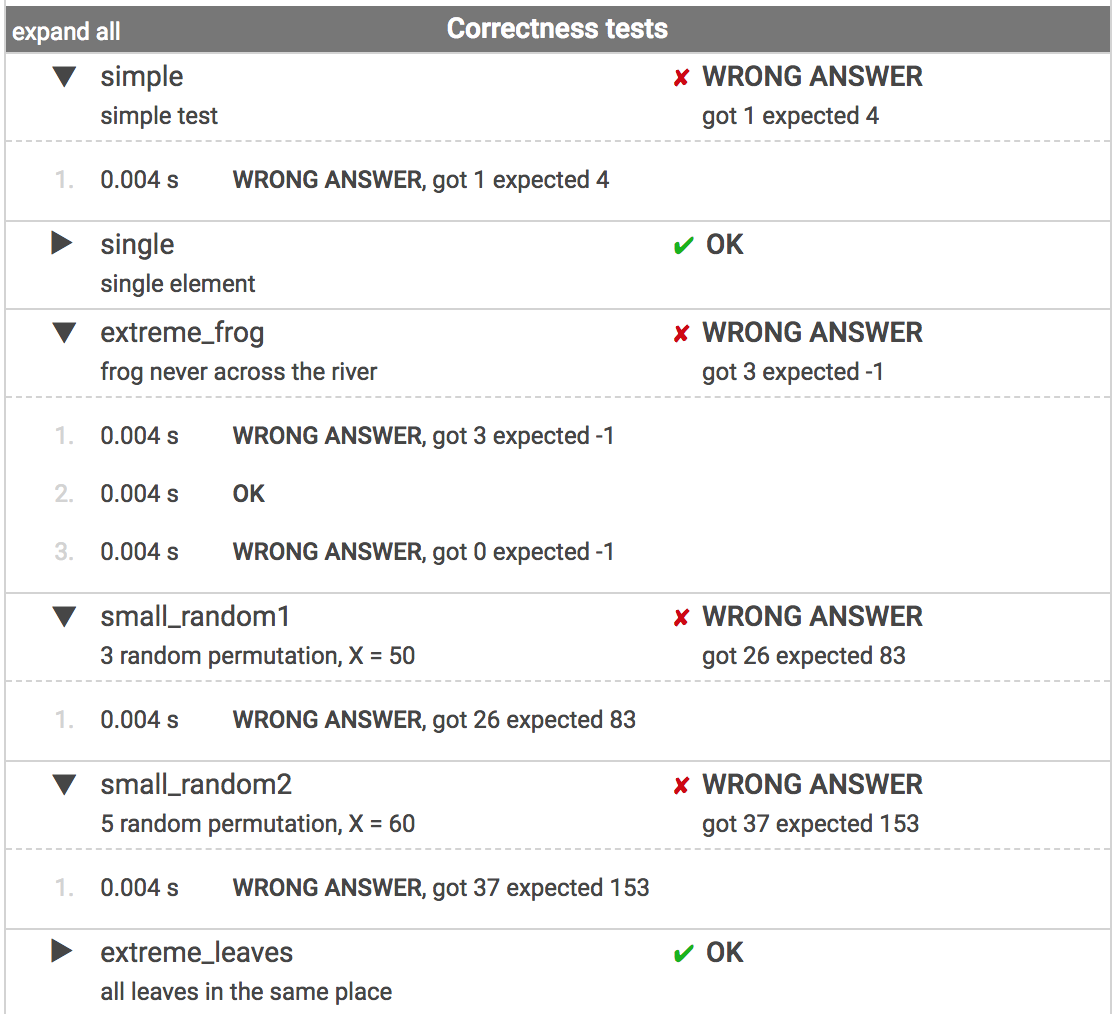 expand all Correctness tests
▼ simple ✘ WRONG ANSWER
simple test got 1 expected 4
1. 0.004 s WRONG ANSWER, got 1 expected 4
▶ single ✔ OK
single element
▼ extreme_frog ✘ WRONG ANSWER
frog never across the river got 3 expected -1
1. 0.004 s WRONG ANSWER, got 3 expected -1
2. 0.004 s OK
3. 0.004 s WRONG ANSWER, got 0 expected -1
▼ small_random1 ✘ WRONG ANSWER
3 random permutation, X = 50 got 26 expected 83
1. 0.004 s WRONG ANSWER, got 26 expected 83
▼ small_random2 ✘ WRONG ANSWER
5 random permutation, X = 60 got 37 expected 153
1. 0.004 s WRONG ANSWER, got 37 expected 153
▶ extreme_leaves ✔ OK
all leaves in the same place